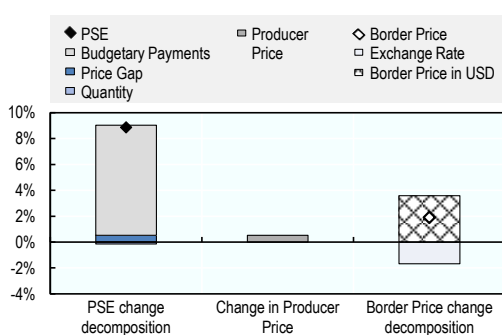 PSE
Budgetary Payments
Price Gap
Quantity
Producer
Price
Border Price
Exchange Rate
Border Price in USD
10%
8%
6%
4%
2%
0%
-2%
-4%
PSE change
decomposition
Change in Producer
Price
Border Price change
decomposition